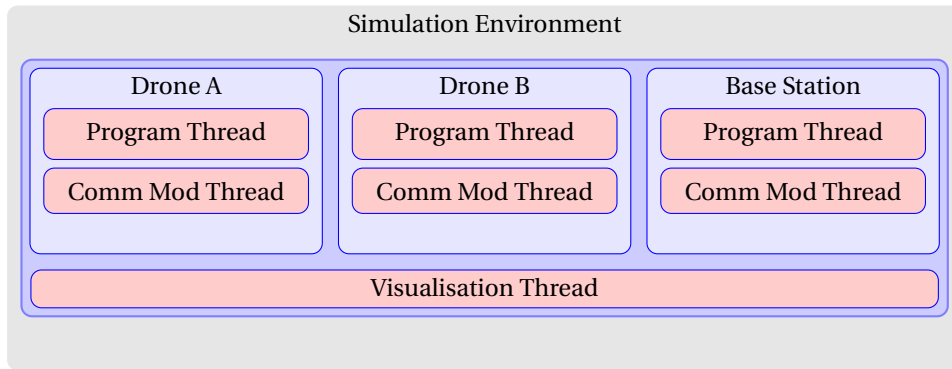 Simulation Environment
Drone A
Program Thread
Comm Mod Thread
Drone B
Program Thread
Comm Mod Thread
Base Station
Program Thread
Comm Mod Thread
Visualisation Thread